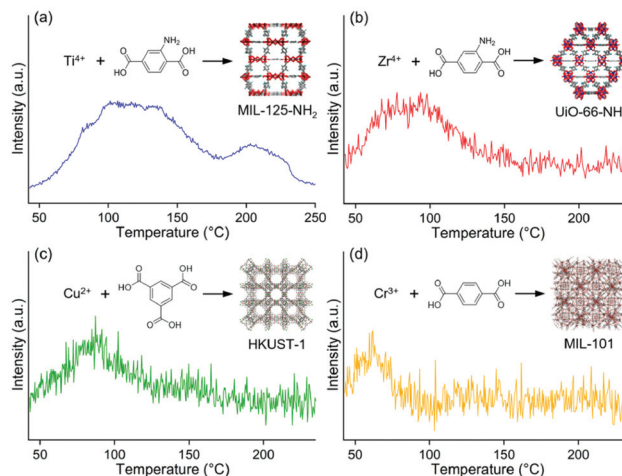 (a)
Ti⁴⁺ +
NH₂
O
OH
HO
O
MIL-125-NH₂
Intensity (a.u.)
50 100 150 200 250
Temperature (°C)
(b)
Zr⁴⁺ +
NH₂
O
OH
HO
O
UiO-66-NH
Intensity (a.u.)
50 100 150 200
Temperature (°C)
(c)
Cu²⁺ +
O
OH
HO
O
O
OH
HKUST-1
Intensity (a.u.)
50 100 150 200
Temperature (°C)
(d)
Cr³⁺ +
O
OH
HO
O
MIL-101
Intensity (a.u.)
50 100 150 200
Temperature (°C)